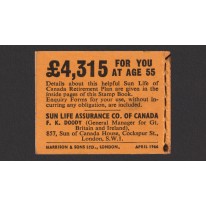 £4,315 FOR YOU
AT AGE 55
Details about this helpful Sun Life of
Canada Retirement Plan are given in
the inside pages of this Stamp Book.
Enquiry Forms for your use, without in-
curring any obligation, are included.
SUN LIFE ASSURANCE CO. OF CANADA
F. K. DOODY (General Manager for Gt.
Britain and Ireland),
277, Sun of Canada House, Cockspur St.,
London, S.W.1.
HARRISON & SONS LTD., LONDON. APRIL 1966